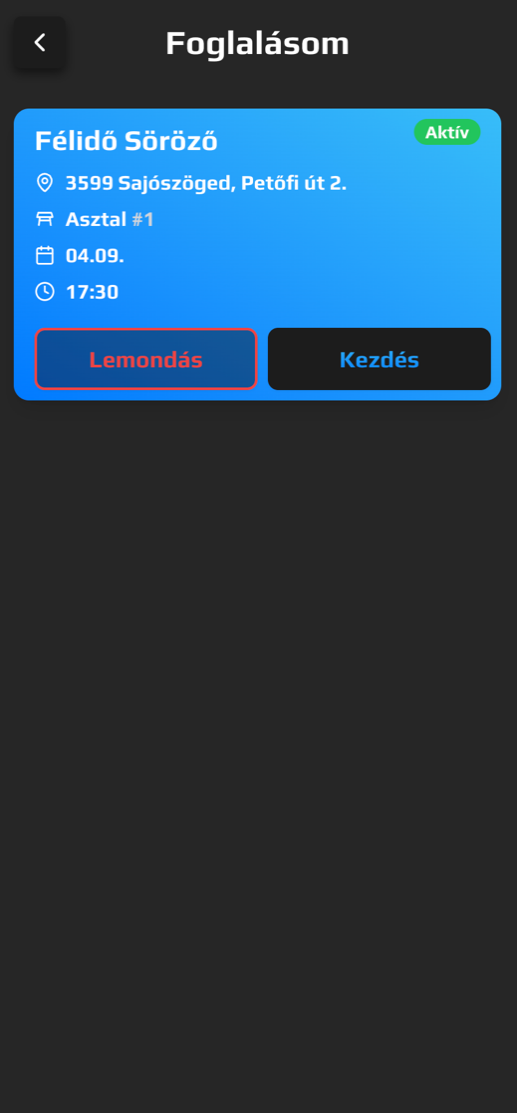 Foglalásom
Félidő Söröző
Aktív
3599 Sajószöged, Petőfi út 2.
Asztal #1
04.09.
17:30
Lemondás
Kezdés